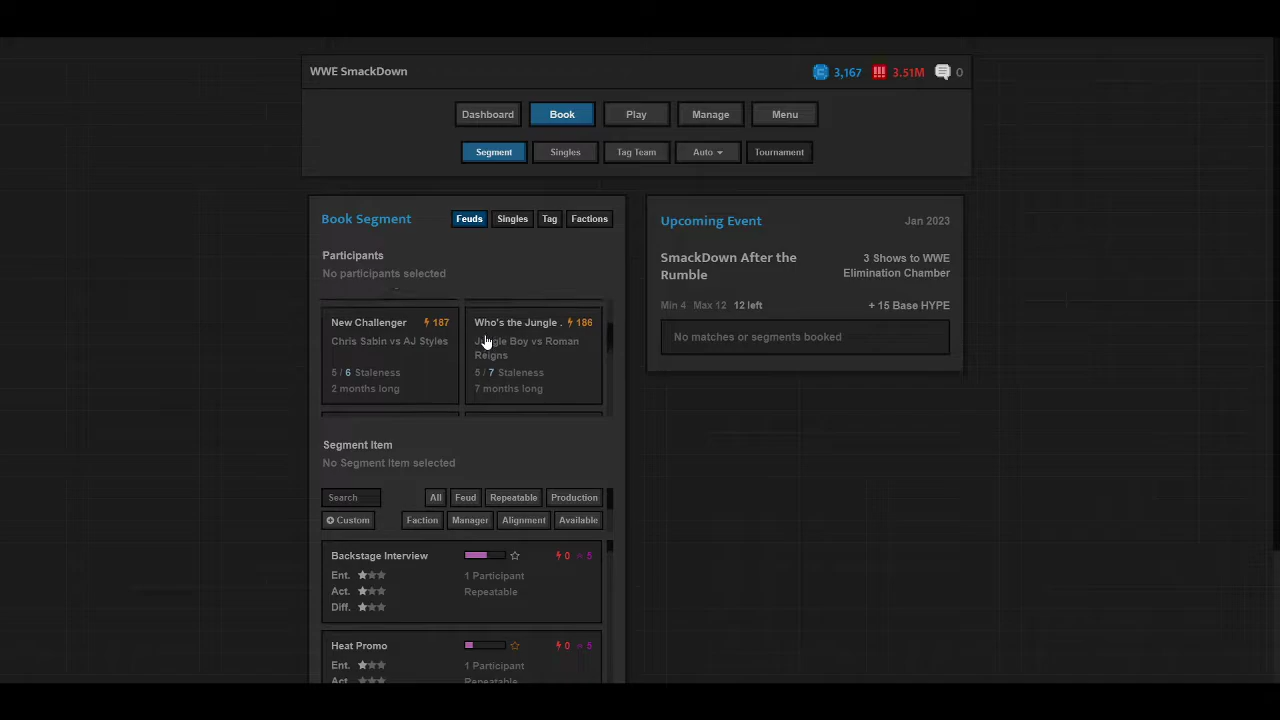 WWE SmackDown
3,167 3.51M 0
Dashboard Book Play Manage Menu
Segment Singles Tag Team Auto Tournament
Book Segment Feuds Singles Tag Factions
Participants
No participants selected
New Challenger 187
Chris Sabin vs AJ Styles
5 / 6 Staleness
2 months long
Who's the Jungle . 186
Jungle Boy vs Roman
Reigns
5 / 7 Staleness
7 months long
Segment Item
No Segment Item selected
Search All Feud Repeatable Production
Custom Faction Manager Alignment Available
Backstage Interview 0 5
Ent. 1 Participant
Act. Repeatable
Diff.
Heat Promo 0 5
Ent. 1 Participant
Act. Repeatable
Upcoming Event Jan 2023
SmackDown After the
Rumble
3 Shows to WWE
Elimination Chamber
Min 4 Max 12 12 left + 15 Base HYPE
No matches or segments booked